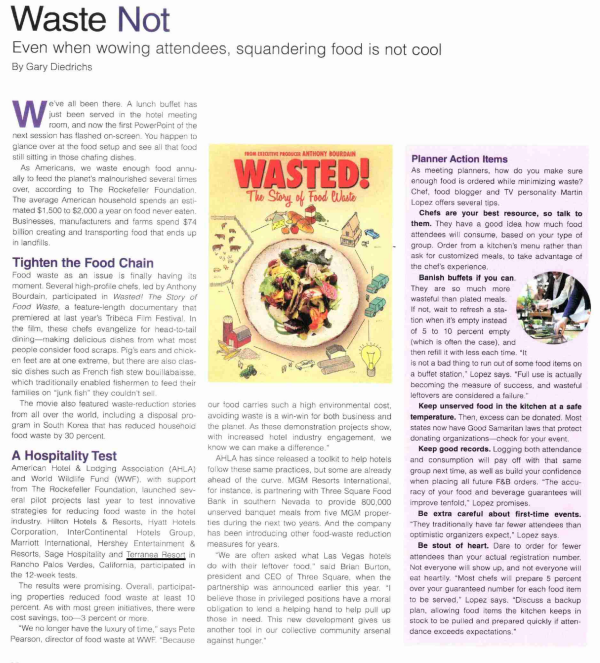 Waste Not
Even when wowing attendees, squandering food is not cool
By Gary Diedrichs
We've all been there. A lunch buffet has
just been served in the hotel meeting
room, and now the first PowerPoint of the
next session has flashed on-screen. You happen to
glance over at the food setup and see all that food
still sitting in those chafing dishes.
As Americans, we waste enough food annu-
ally to feed the planet's malnourished several times
over, according to The Rockefeller Foundation.
The average American household spends an esti-
mated $1,500 to $2,000 a year on food never eaten.
Businesses, manufacturers and farms spend $74
billion creating and transporting food that ends up
in landfills.
Tighten the Food Chain
Food waste as an issue is finally having its
moment. Several high-profile chefs, led by Anthony
Bourdain, participated in Wasted! The Story of
Food Waste, a feature-length documentary that
premiered at last year's Tribeca Film Festival. In
the film, these chefs evangelize for head-to-tail
dining—making delicious dishes from what most
people consider food scraps. Pig's ears and chick-
en feet are at one extreme, but there are also clas-
sic dishes such as French fish stew bouillabaisse,
which traditionally enabled fishermen to feed their
families on "junk fish" they couldn't sell.
The movie also featured waste-reduction stories
from all over the world, including a disposal pro-
gram in South Korea that has reduced household
food waste by 30 percent.
A Hospitality Test
American Hotel & Lodging Association (AHLA)
and World Wildlife Fund (WWF), with support
from The Rockefeller Foundation, launched sev-
eral pilot projects last year to test innovative
strategies for reducing food waste in the hotel
industry. Hilton Hotels & Resorts, Hyatt Hotels
Corporation, InterContinental Hotels Group,
Marriott International, Hershey Entertainment &
Resorts, Sage Hospitality and Terranea Resort in
Rancho Palos Verdes, California, participated in
the 12-week tests.
The results were promising. Overall, participat-
ing properties reduced food waste at least 10
percent. As with most green initiatives, there were
cost savings, too—3 percent or more.
"We no longer have the luxury of time," says Pete
Pearson, director of food waste at WWF. "Because
FROM EXECUTIVE PRODUCER ANTHONY BOURDAIN
WASTED!
The Story of Food Waste
our food carries such a high environmental cost,
avoiding waste is a win-win for both business and
the planet. As these demonstration projects show,
with increased hotel industry engagement, we
know we can make a difference."
AHLA has since released a toolkit to help hotels
follow these same practices, but some are already
ahead of the curve. MGM Resorts International,
for instance, is partnering with Three Square Food
Bank in southern Nevada to provide 800,000
unserved banquet meals from five MGM proper-
ties during the next two years. And the company
has been introducing other food-waste reduction
measures for years.
"We are often asked what Las Vegas hotels
do with their leftover food," said Brian Burton,
president and CEO of Three Square, when the
partnership was announced earlier this year. "I
believe those in privileged positions have a moral
obligation to lend a helping hand to help pull up
those in need. This new development gives us
another tool in our collective community arsenal
against hunger."
Planner Action Items
As meeting planners, how do you make sure
enough food is ordered while minimizing waste?
Chef, food blogger and TV personality Martin
Lopez offers several tips.
Chefs are your best resource, so talk to
them. They have a good idea how much food
attendees will consume, based on your type of
group. Order from a kitchen's menu rather than
ask for customized meals, to take advantage of
the chef's experience.
Banish buffets if you can.
They are so much more
wasteful than plated meals.
If not, wait to refresh a sta-
tion when it's empty instead
of 5 to 10 percent empty
(which is often the case), and
then refill it with less each time. "It
is not a bad thing to run out of some food items on
a buffet station," Lopez says. "Full use is actually
becoming the measure of success, and wasteful
leftovers are considered a failure."
Keep unserved food in the kitchen at a safe
temperature. Then, excess can be donated. Most
states now have Good Samaritan laws that protect
donating organizations—check for your event.
Keep good records. Logging both attendance
and consumption will pay off with that same
group next time, as well as build your confidence
when placing all future F&B orders. "The accu-
racy of your food and beverage guarantees will
improve tenfold," Lopez promises.
Be extra careful about first-time events.
"They traditionally have far fewer attendees than
optimistic organizers expect," Lopez says.
Be stout of heart. Dare to order for fewer
attendees than your actual registration number.
Not everyone will show up, and not everyone will
eat heartily. "Most chefs will prepare 5 percent
over your guaranteed number for each food item
to be served," Lopez says. "Discuss a backup
plan, allowing food items the kitchen keeps in
stock to be pulled and prepared quickly if atten-
dance exceeds expectations."